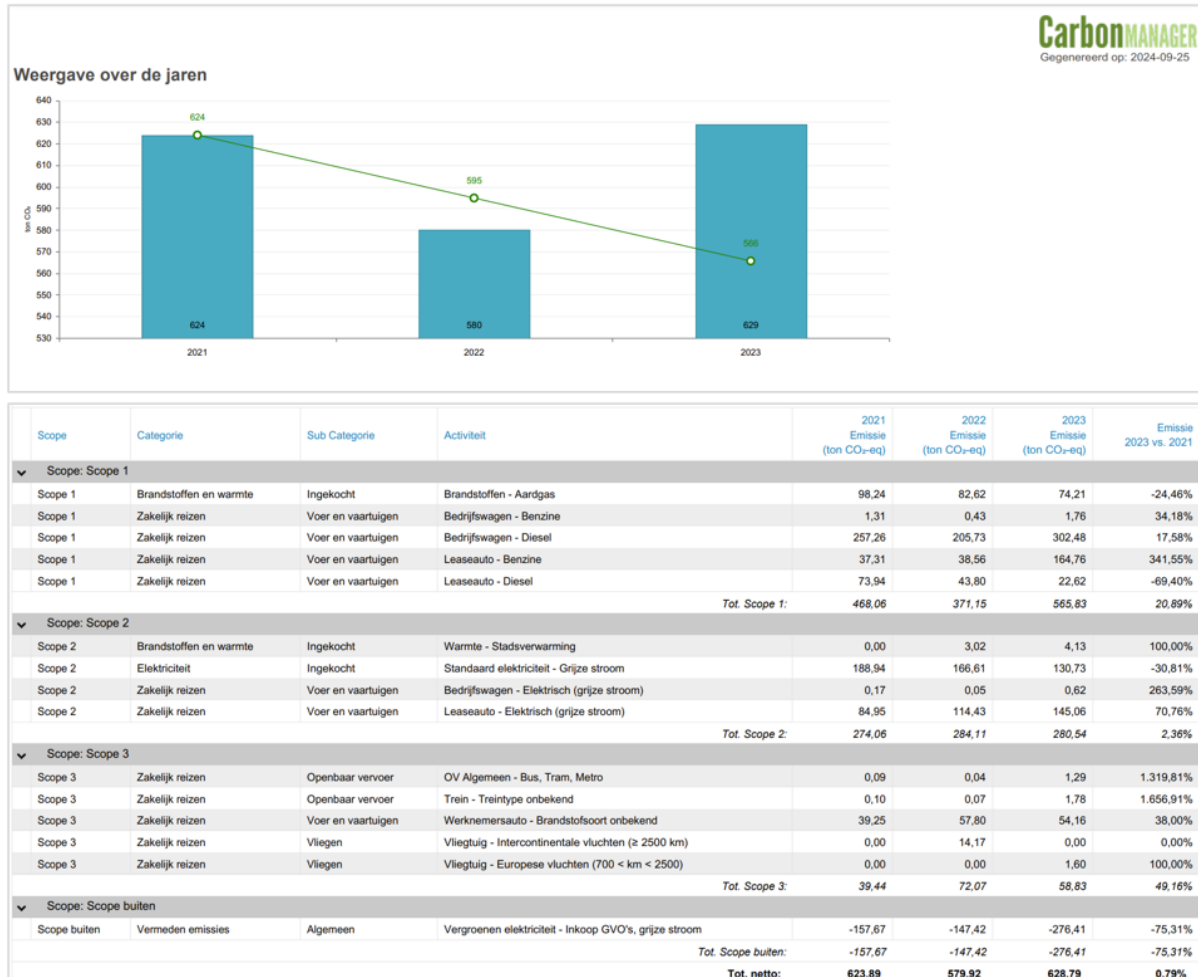 CarbonMANAGER
Gegenereerd op: 2024-09-25
Weergave over de jaren
640
630
620
610
600
590
580
570
560
550
540
530
ton CO₂
624
595
566
624
580
629
2021 2022 2023
Scope Categorie Sub Categorie Activiteit 2021 Emissie (ton CO₂-eq) 2022 Emissie (ton CO₂-eq) 2023 Emissie (ton CO₂-eq) Emissie 2023 vs. 2021
Scope: Scope 1
Scope 1 Brandstoffen en warmte Ingekocht Brandstoffen - Aardgas 98,24 82,62 74,21 -24,46%
Scope 1 Zakelijk reizen Voer en vaartuigen Bedrijfswagen - Benzine 1,31 0,43 1,76 34,18%
Scope 1 Zakelijk reizen Voer en vaartuigen Bedrijfswagen - Diesel 257,26 205,73 302,48 17,58%
Scope 1 Zakelijk reizen Voer en vaartuigen Leaseauto - Benzine 37,31 38,56 164,76 341,55%
Scope 1 Zakelijk reizen Voer en vaartuigen Leaseauto - Diesel 73,94 43,80 22,62 -69,40%
Tot. Scope 1: 468,06 371,15 565,83 20,89%
Scope: Scope 2
Scope 2 Brandstoffen en warmte Ingekocht Warmte - Stadsverwarming 0,00 3,02 4,13 100,00%
Scope 2 Elektriciteit Ingekocht Standaard elektriciteit - Grijze stroom 188,94 166,61 130,73 -30,81%
Scope 2 Zakelijk reizen Voer en vaartuigen Bedrijfswagen - Elektrisch (grijze stroom) 0,17 0,05 0,62 263,59%
Scope 2 Zakelijk reizen Voer en vaartuigen Leaseauto - Elektrisch (grijze stroom) 84,95 114,43 145,06 70,76%
Tot. Scope 2: 274,06 284,11 280,54 2,36%
Scope: Scope 3
Scope 3 Zakelijk reizen Openbaar vervoer OV Algemeen - Bus, Tram, Metro 0,09 0,04 1,29 1.319,81%
Scope 3 Zakelijk reizen Openbaar vervoer Trein - Treintype onbekend 0,10 0,07 1,78 1.656,91%
Scope 3 Zakelijk reizen Voer en vaartuigen Werknemersauto - Brandstofsoort onbekend 39,25 57,80 54,16 38,00%
Scope 3 Zakelijk reizen Vliegen Vliegtuig - Intercontinentale vluchten (≥ 2500 km) 0,00 14,17 0,00 0,00%
Scope 3 Zakelijk reizen Vliegen Vliegtuig - Europese vluchten (700 < km < 2500) 0,00 0,00 1,60 100,00%
Tot. Scope 3: 39,44 72,07 58,83 49,16%
Scope: Scope buiten
Scope buiten Vermeden emissies Algemeen Vergroenen elektriciteit - Inkoop GVO's, grijze stroom -157,67 -147,42 -276,41 -75,31%
Tot. Scope buiten: -157,67 -147,42 -276,41 -75,31%
Tot. netto: 623,89 579,92 628,79 0,79%